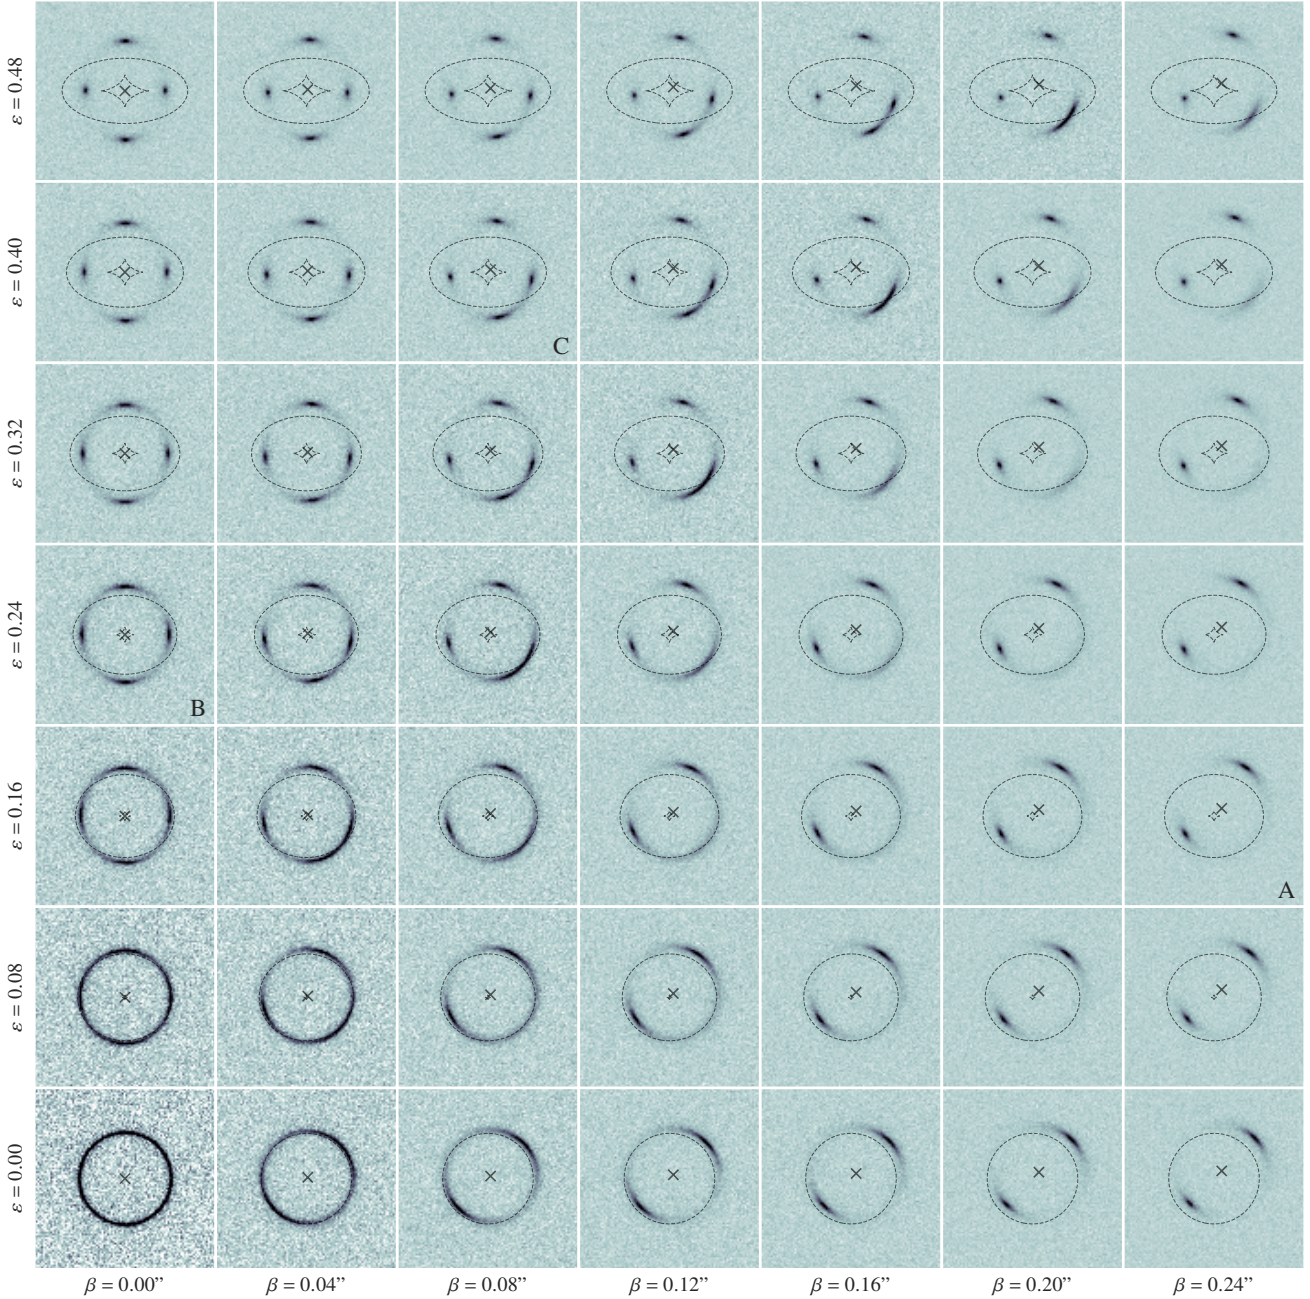 ε = 0.48
ε = 0.40
C
ε = 0.32
ε = 0.24
B
ε = 0.16
A
ε = 0.08
ε = 0.00
β = 0.00” β = 0.04” β = 0.08” β = 0.12” β = 0.16” β = 0.20” β = 0.24”